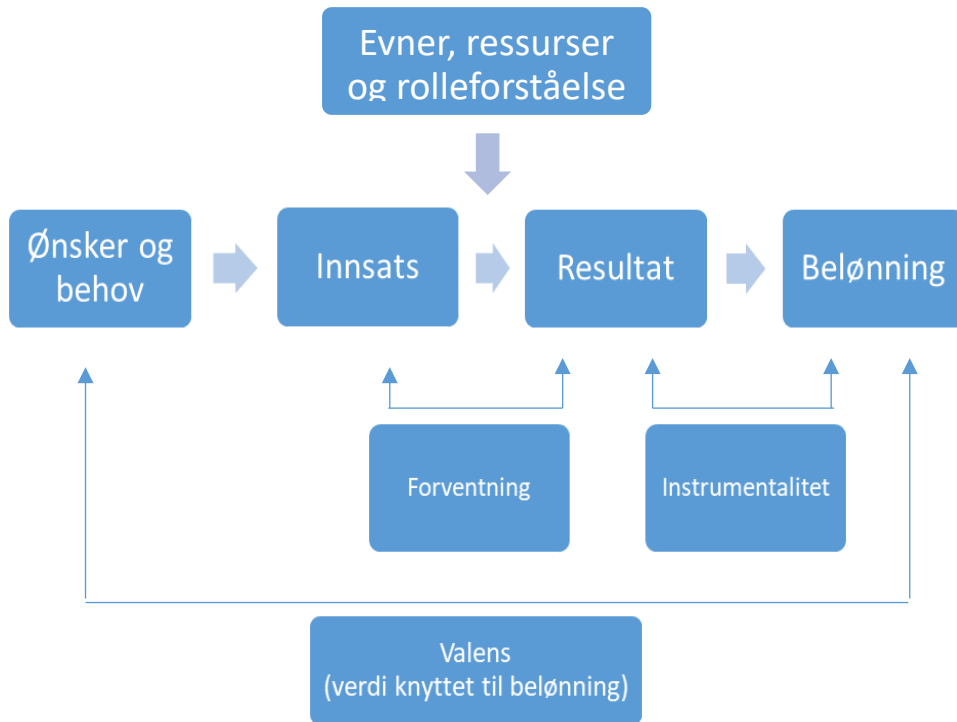 Evner, ressurser
og rolleforståelse
Ønsker og
behov
Innsats
Resultat
Belønning
Forventning
Instrumentalitet
Valens
(verdi knyttet til belønning)